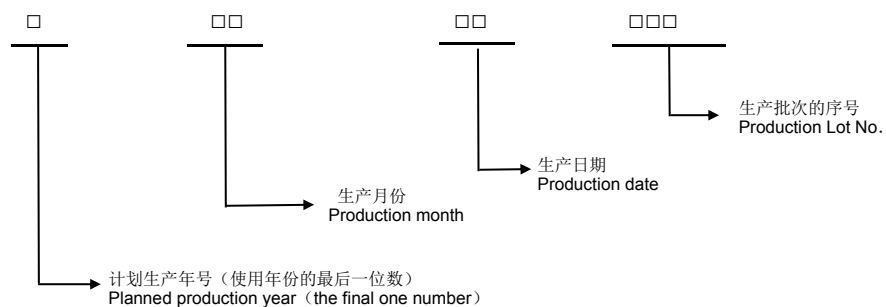 □ □□ □□ □□□
生产批次的序号
Production Lot No.
生产日期
Production date
生产月份
Production month
计划生产年号（使用年份的最后一位数）
Planned production year（the final one number）